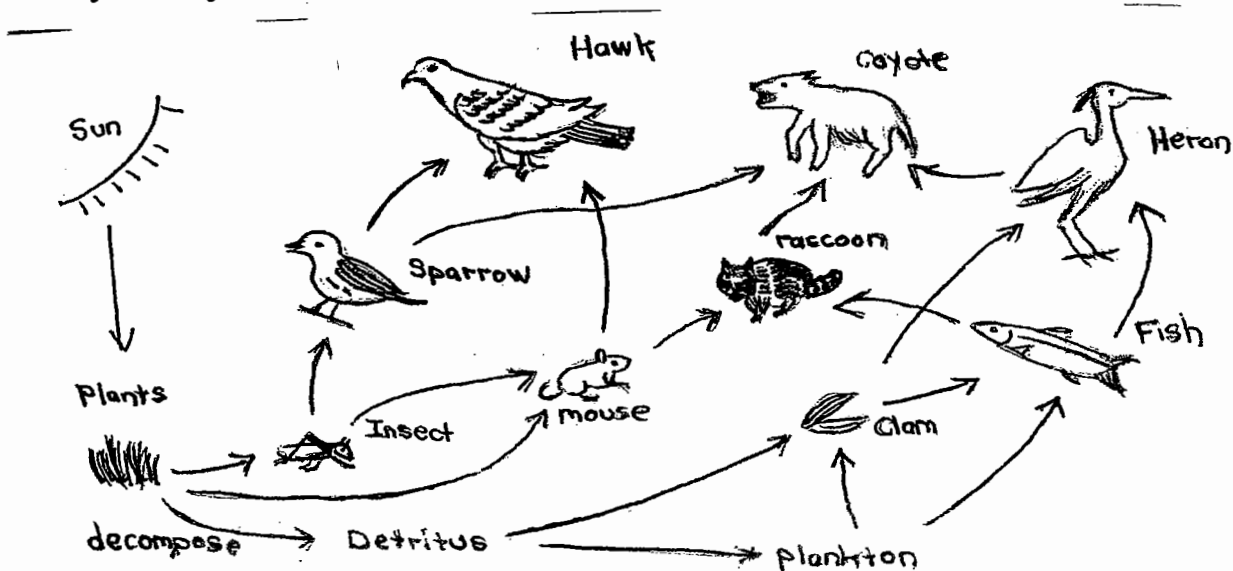 Hawk
Coyote
Sun
Heron
Sparrow
raccoon
Fish
Plants
Insect
mouse
Clam
decompose
Detritus
plankton